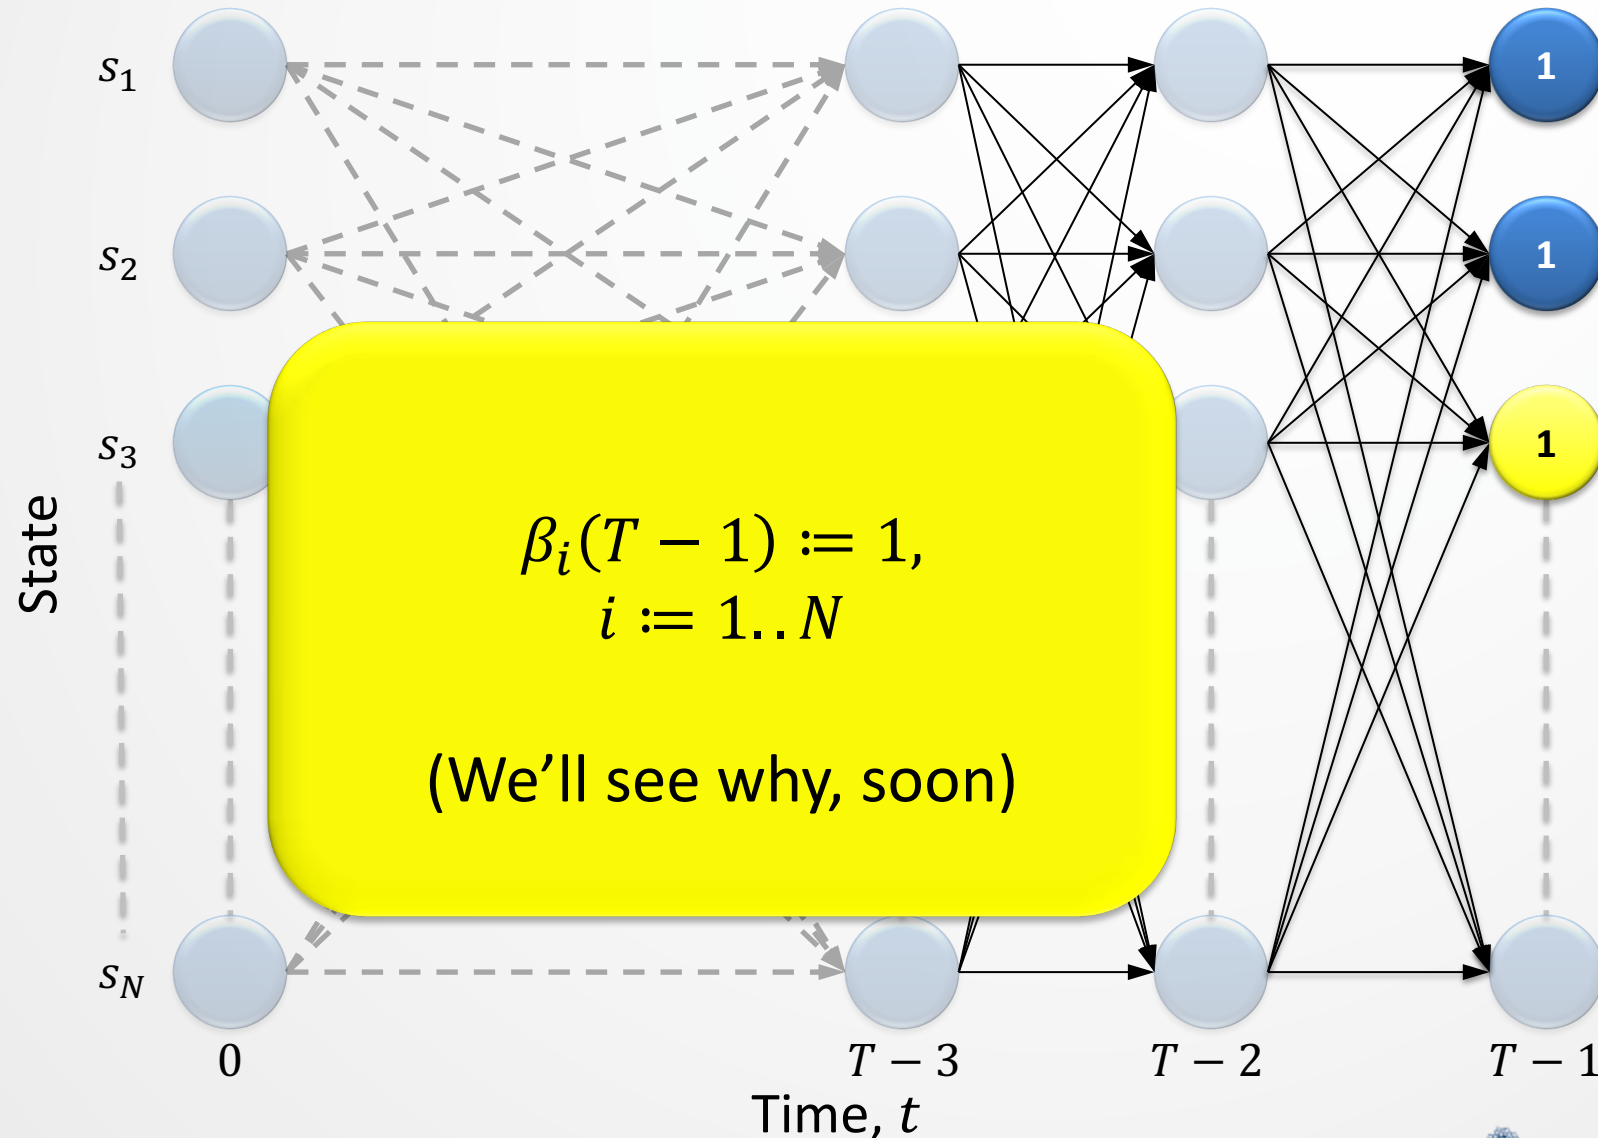 s₁
1
s₂
1
s₃
1
State
βᵢ(T − 1) ≔ 1,
i ≔ 1..N
(We’ll see why, soon)
s_N
0
T − 3
T − 2
T − 1
Time, t